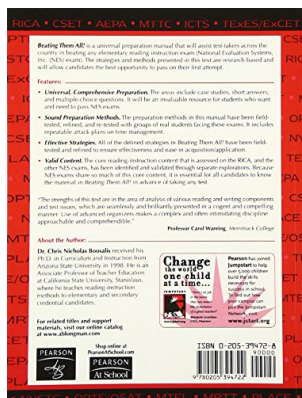 RICA • CSET • AEPA • MTTC • ICTS • TExES/ExCET
Beating Them All! is a universal preparation manual that will assist test-takers across the
country in beating any elementary reading instruction exam (National Evaluation Systems,
Inc. (NES) exam). The strategies and methods presented in this text are research-based and
will allow candidates the best opportunity to pass on their first attempt.
Features:
• Universal, Comprehensive Preparation. The areas include case studies, short answers,
and multiple-choice questions. It will be an invaluable resource for students who want
and need to pass NES exams.
• Sound Preparation Methods. The preparation methods in this manual have been field-
tested, refined, and re-tested with groups of real students facing these exams. It includes
repeatable attack plans on time management.
• Effective Strategies. All of the defined strategies in Beating Them All! have been field-
tested and refined to ensure effectiveness and ease in acquisition/application.
• Valid Content. The core reading instruction content that is assessed on the RICA, and the
other NES exams, has been identified and validated through separate explorations. Because
NES exams share so much of this core content, it is essential for all candidates to know
the material in Beating Them All! in advance of taking any test.
"The strengths of this text are in the area of analysis of various reading and writing components
and test issues, which are seamlessly and brilliantly presented in a cogent and compelling
manner. Use of advanced organizers makes a complex and often intimidating discipline
approachable and comprehensible."
Professor Carol Wareing, Merrimack College
About the Author:
Dr. Chris Nicholas Boosalis received his
Ph.D. in Curriculum and Instruction from
Arizona State University in 1998. He is an
Associate Professor of Teacher Education
at California State University, Stanislaus,
where he teaches reading instruction
methods to elementary and secondary
credential candidates.
Change
the world
one child
at a time...
Pearson has joined
Jumpstart to help
www.jstart.org
For related titles and support
materials, visit our online catalog
at www.ablongman.com
Shop online at
PearsonAtSchool.com
PEARSON
PEARSON
At School
ISBN 0-205-39472-8
90000
9 780205 394722